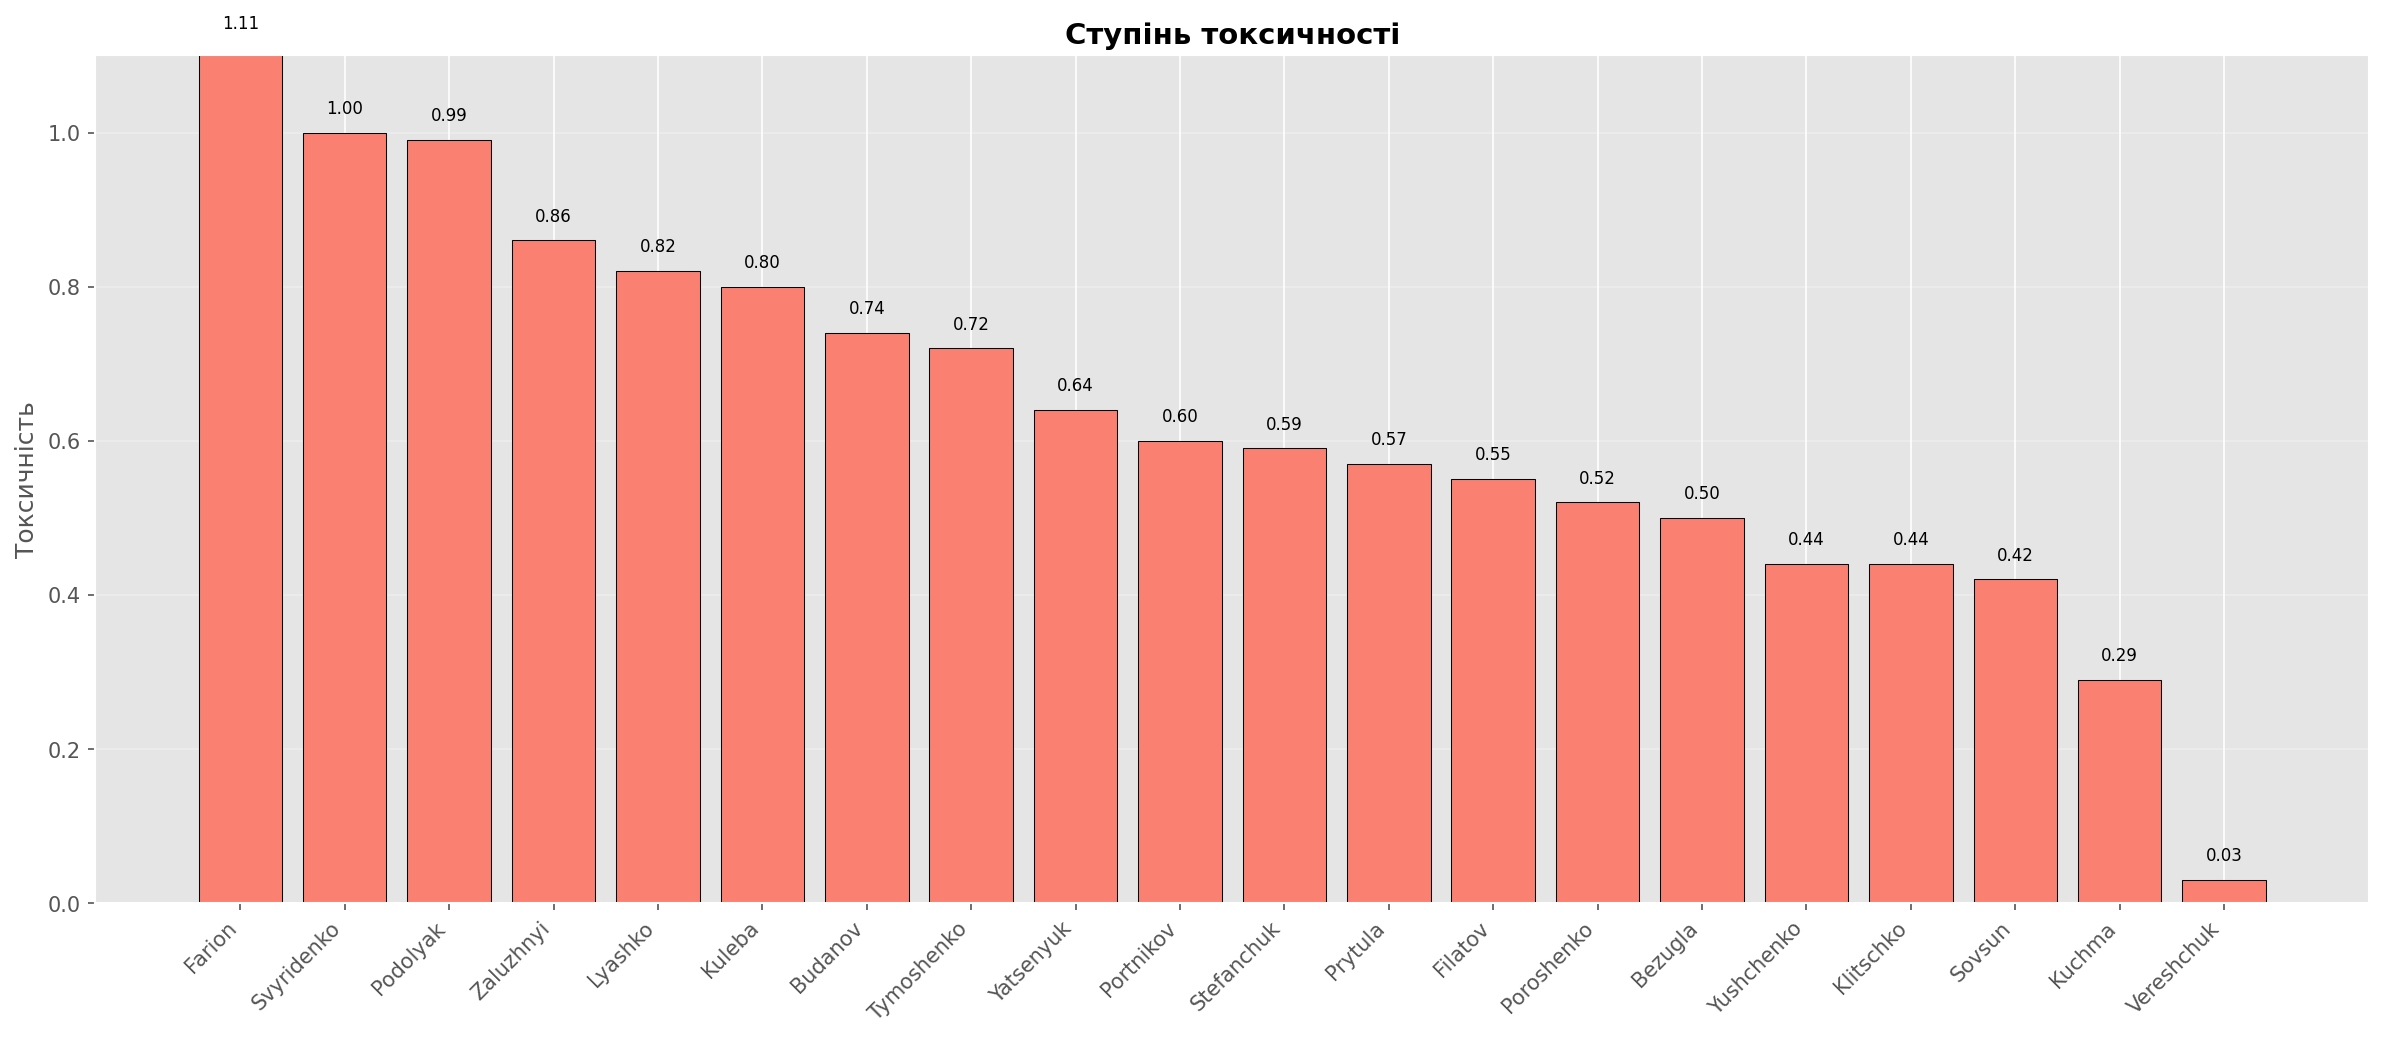 Ступінь токсичності
Токсичність
1.0
0.8
0.6
0.4
0.2
0.0
1.11
1.00
0.99
0.86
0.82
0.80
0.74
0.72
0.64
0.60
0.59
0.57
0.55
0.52
0.50
0.44
0.44
0.42
0.29
0.03
Farion
Svyridenko
Podolyak
Zaluzhnyi
Lyashko
Kuleba
Budanov
Tymoshenko
Yatsenyuk
Portnikov
Stefanchuk
Prytula
Filatov
Poroshenko
Bezugla
Yushchenko
Klitschko
Sovsun
Kuchma
Vereshchuk